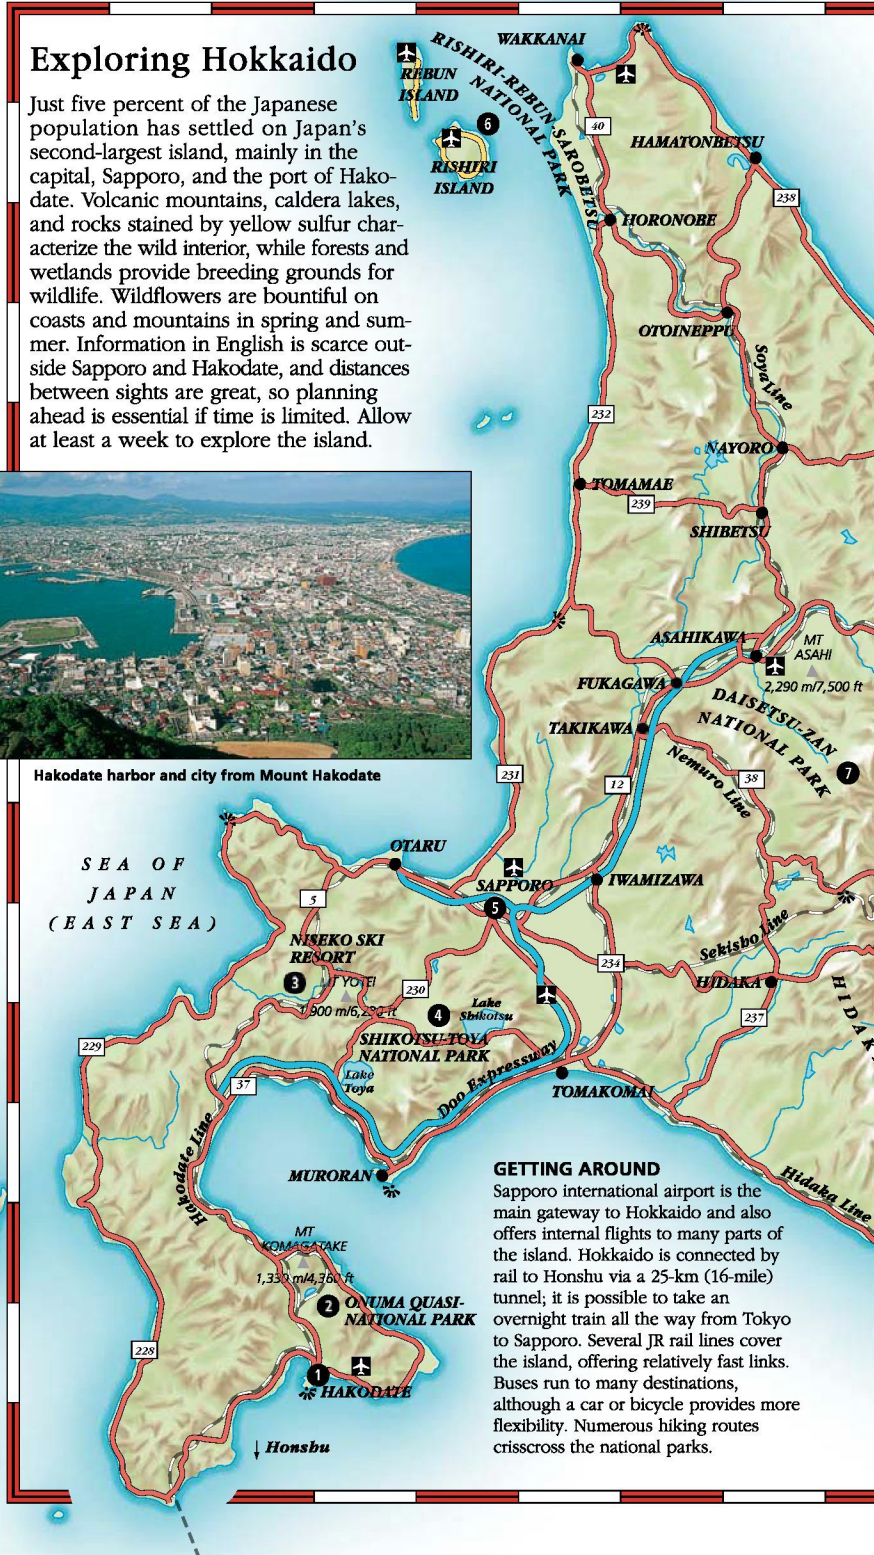 Exploring Hokkaido
Just five percent of the Japanese
population has settled on Japan's
second-largest island, mainly in the
capital, Sapporo, and the port of Hako-
date. Volcanic mountains, caldera lakes,
and rocks stained by yellow sulfur char-
acterize the wild interior, while forests and
wetlands provide breeding grounds for
wildlife. Wildflowers are bountiful on
coasts and mountains in spring and sum-
mer. Information in English is scarce out-
side Sapporo and Hakodate, and distances
between sights are great, so planning
ahead is essential if time is limited. Allow
at least a week to explore the island.
Hakodate harbor and city from Mount Hakodate
WAKKANAI
RISHIRI-REBUN-SAROBETSU
NATIONAL PARK
REBUN
ISLAND
6
RISHIRI
ISLAND
40
HAMATONBETSU
238
HORONOBE
OTOINEPPU
Soya Line
232
NAYORO
TOMAMAE
239
SHIBETSU
ASAHIKAWA
MT
ASAHI
2,290 m/7,500 ft
FUKAGAWA
DAISETSU-ZAN
NATIONAL PARK
7
TAKIKAWA
Nemuro Line
38
231
12
OTARU
SEA OF
JAPAN
(EAST SEA)
SAPPORO
5
IWAMIZAWA
5
NISEKO SKI
RESORT
3
MT YOTEI
1,900 m/6,230 ft
230
4
Lake
Shikotsu
SHIKOTSU-TOYA
NATIONAL PARK
234
Sekisho Line
HIDAKA
237
229
37
Lake
Toya
Doo Expressway
TOMAKOMAI
Hakodate Line
MURORAN
Hidaka Line
MT
KOMAGATAKE
1,330 m/4,360 ft
2
ONUMA QUASI-
NATIONAL PARK
228
1
HAKODATE
↓ Honshu
GETTING AROUND
Sapporo international airport is the
main gateway to Hokkaido and also
offers internal flights to many parts of
the island. Hokkaido is connected by
rail to Honshu via a 25-km (16-mile)
tunnel; it is possible to take an
overnight train all the way from Tokyo
to Sapporo. Several JR rail lines cover
the island, offering relatively fast links.
Buses run to many destinations,
although a car or bicycle provides more
flexibility. Numerous hiking routes
crisscross the national parks.